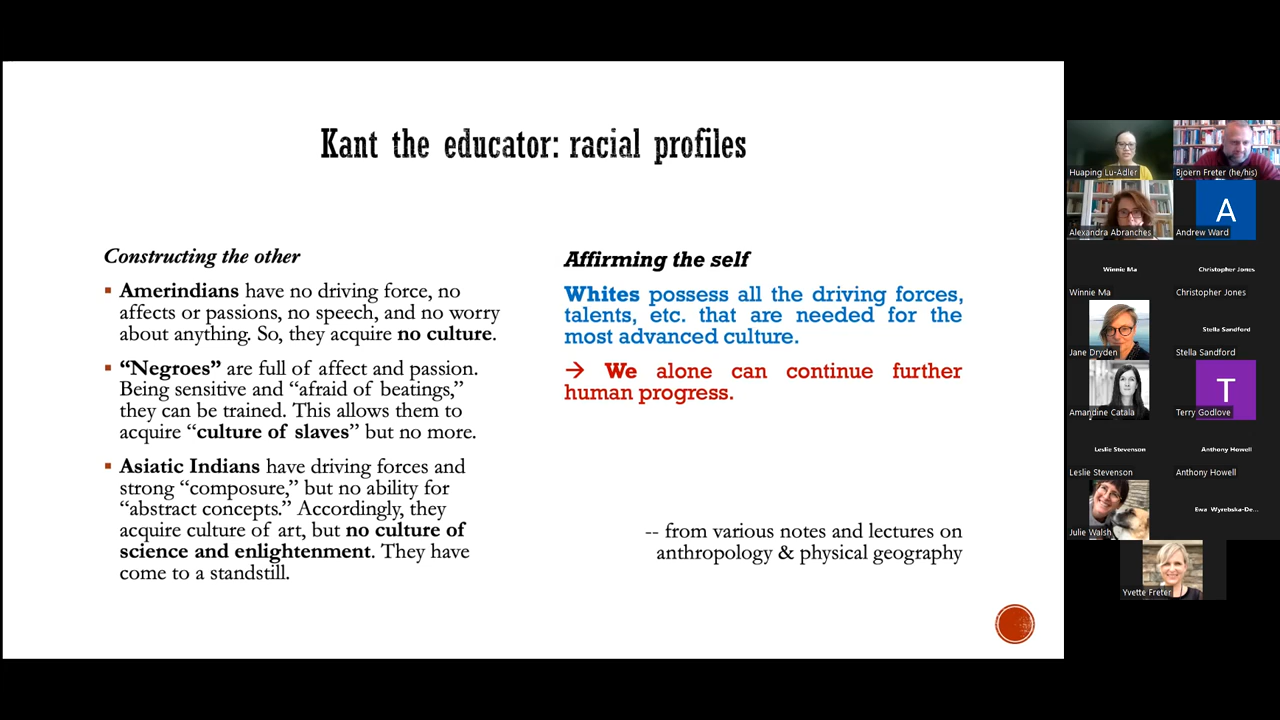 Kant the educator: racial profiles
Constructing the other
Amerindians have no driving force, no
affects or passions, no speech, and no worry
about anything. So, they acquire no culture.
“Negroes” are full of affect and passion.
Being sensitive and “afraid of beatings,”
they can be trained. This allows them to
acquire “culture of slaves” but no more.
Asiatic Indians have driving forces and
strong “composure,” but no ability for
“abstract concepts.” Accordingly, they
acquire culture of art, but no culture of
science and enlightenment. They have
come to a standstill.
Affirming the self
Whites possess all the driving forces,
talents, etc. that are needed for the
most advanced culture.
→ We alone can continue further
human progress.
-- from various notes and lectures on
anthropology & physical geography
Huaping Lu-Adler
Bjoern Freter (he/his)
Alexandra Abranches
A
Andrew Ward
Winnie Ma
Winnie Ma
Christopher Jones
Christopher Jones
Jane Dryden
Stella Sandford
Stella Sandford
Amandine Catala
T
Terry Godlove
Leslie Stevenson
Leslie Stevenson
Anthony Howell
Anthony Howell
Julie Walsh
Ewa Wyrebska-De...
Yvette Freter